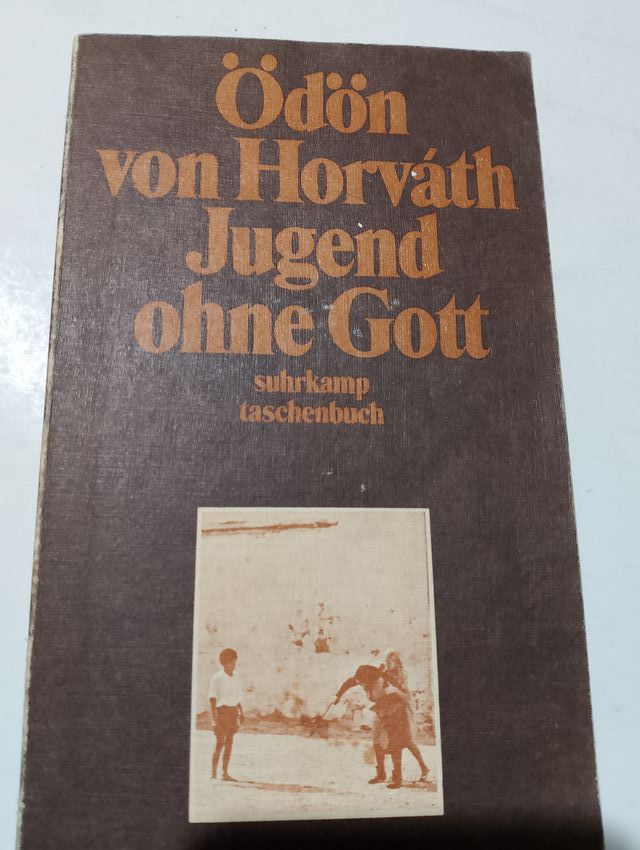 Ödön
von Horváth
Jugend
ohne Gott
suhrkamp
taschenbuch